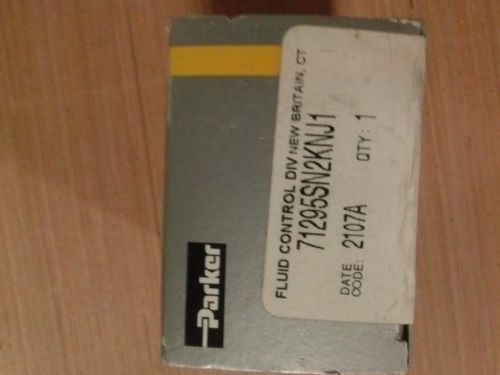 Parker
FLUID CONTROL DIV NEW BRITAIN, CT
71295SN2KNJ1
DATE CODE: 2107A QTY: 1